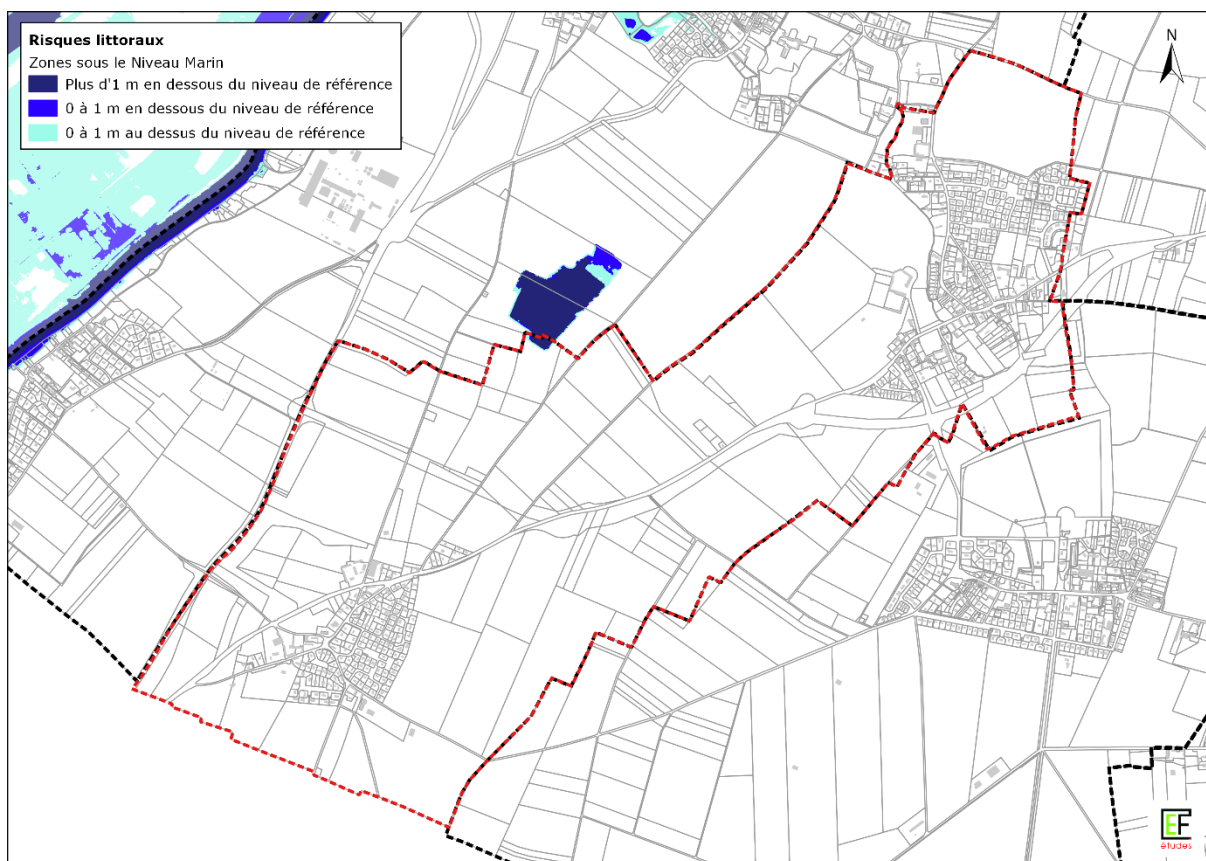 Risques littoraux
Zones sous le Niveau Marin
Plus d'1 m en dessous du niveau de référence
0 à 1 m en dessous du niveau de référence
0 à 1 m au dessus du niveau de référence
N
EF
études